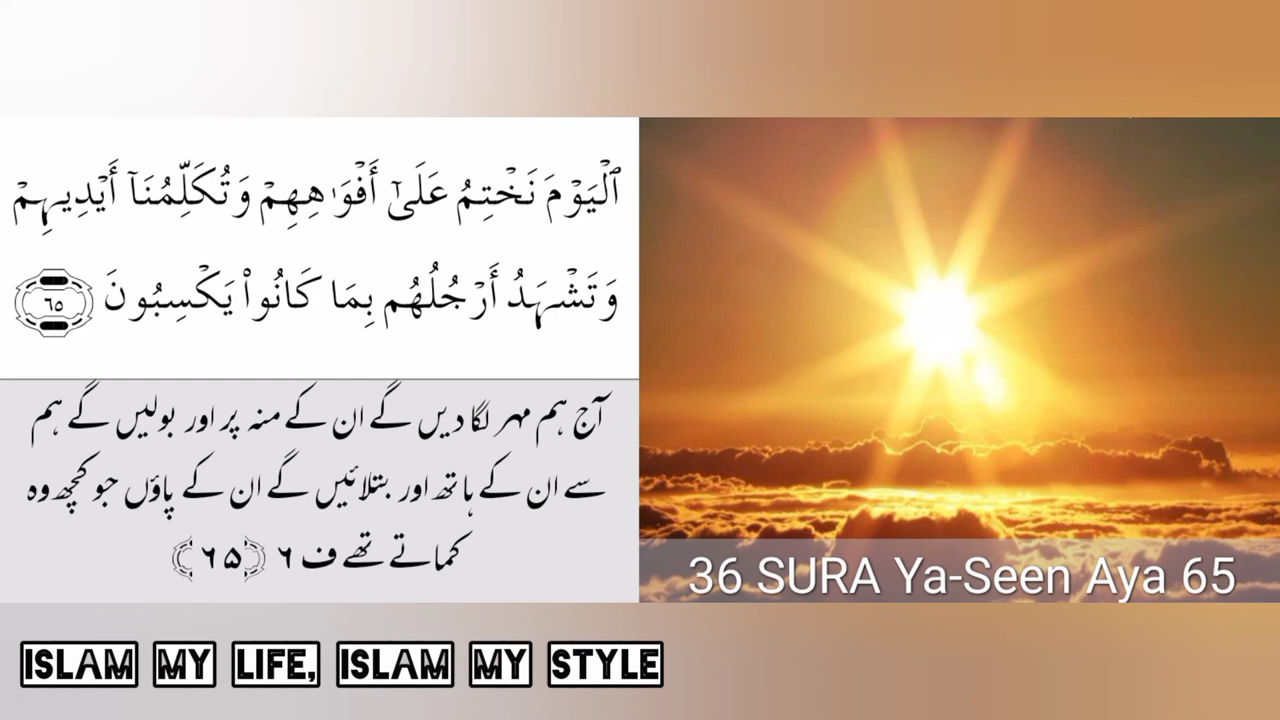 ٱلْيَوْمَ نَخْتِمُ عَلَىٰٓ أَفْوَٰهِهِمْ وَتُكَلِّمُنَآ أَيْدِيهِمْ
وَتَشْهَدُ أَرْجُلُهُم بِمَا كَانُوا۟ يَكْسِبُونَ ٦٥
آج ہم مہر لگا دیں گے ان کے منہ پر اور بولیں گے ہم
سے ان کے ہاتھ اور بتلائیں گے ان کے پاؤں جو کچھ وہ
کماتے تھے ف ۶ ﴿۶۵﴾
36 SURA Ya-Seen Aya 65
ISLAM MY LIFE, ISLAM MY STYLE